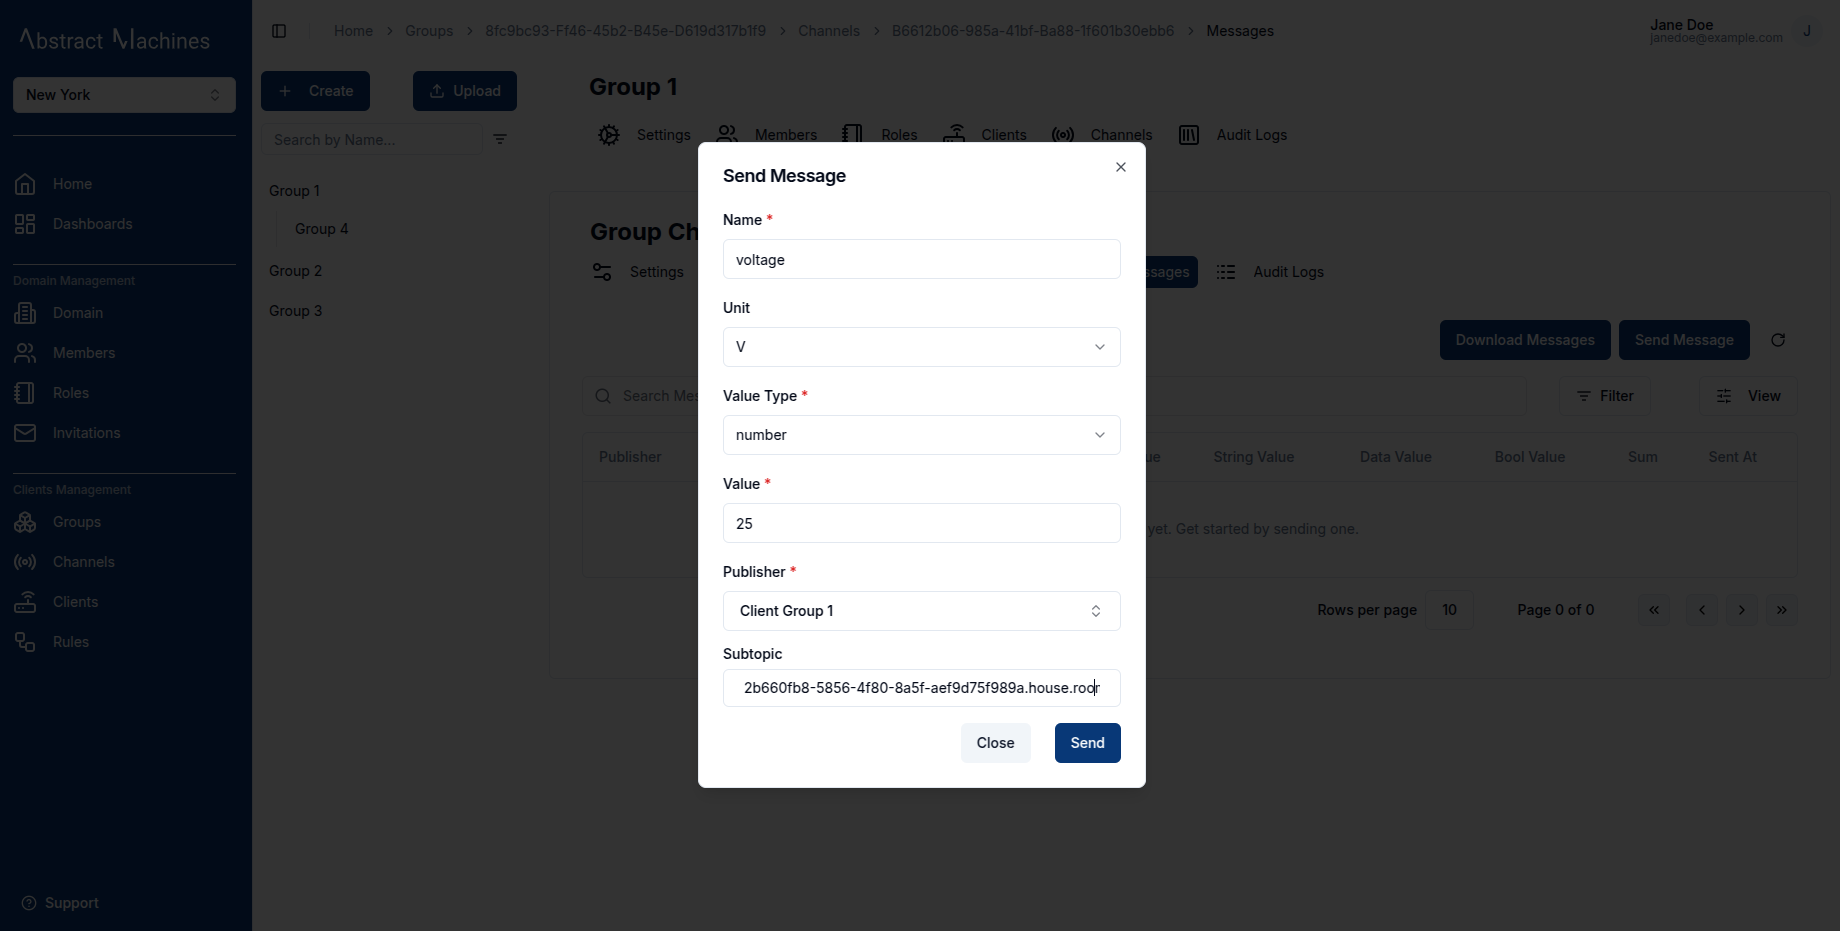 Abstract Machines
New York
Home
Dashboards
Domain Management
Domain
Members
Roles
Invitations
Clients Management
Groups
Channels
Clients
Rules
Support
Home > Groups > 8fc9bc93-Ff46-45b2-B45e-D619d317b1f9 > Channels > B6612b06-985a-41bf-Ba88-1f601b30ebb6 > Messages
Jane Doe
janedoe@example.com
J
Create
Upload
Search by Name...
Group 1
Group 4
Group 2
Group 3
Group 1
Settings Members Roles Clients Channels Audit Logs
Group Ch
Settings
ssages
Audit Logs
Download Messages
Send Message
Search Mes
Filter
View
Publisher
ue String Value Data Value Bool Value Sum Sent At
yet. Get started by sending one.
Rows per page 10 Page 0 of 0
Send Message
Name *
voltage
Unit
V
Value Type *
number
Value *
25
Publisher *
Client Group 1
Subtopic
2b660fb8-5856-4f80-8a5f-aef9d75f989a.house.roo
Close
Send